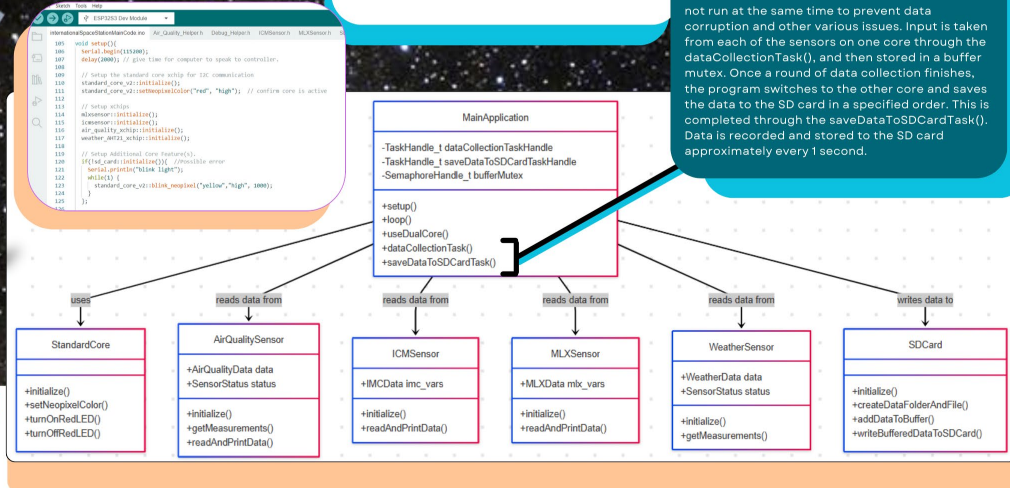 Sketch Tools Help
ESP32S3 Dev Module
InternationalSpaceStationMainCode.ino Air_Quality_Helper.h Debug_Helper.h ICMSensor.h MLXSensor.h
105 void setup(){
106 Serial.begin(115200);
107 delay(2000); // give time for computer to speak to controller.
108
109 // Setup the standard core xchip for I2C communication
110 standard_core_v2::initialize();
111 standard_core_v2::setNeopixelColor("red", "high"); // confirm core is active
112
113 // Setup xchips
114 mlxsensor::initialize();
115 icmsensor::initialize();
116 air_quality_xchip::initialize();
117 weather_AHT21_xchip::initialize();
118
119 // Setup Additional Core Feature(s).
120 if(!sd_card::initialize()){ //Possible error
121 Serial.println("blink light");
122 while(1) {
123 standard_core_v2::blink_neopixel("yellow","high", 1000);
124 }
125 };
not run at the same time to prevent data
corruption and other various issues. Input is taken
from each of the sensors on one core through the
dataCollectionTask(), and then stored in a buffer
mutex. Once a round of data collection finishes,
the program switches to the other core and saves
the data to the SD card in a specified order. This is
completed through the saveDataToSDCardTask().
Data is recorded and stored to the SD card
approximately every 1 second.
MainApplication
-TaskHandle_t dataCollectionTaskHandle
-TaskHandle_t saveDataToSDCardTaskHandle
-SemaphoreHandle_t bufferMutex
+setup()
+loop()
+useDualCore()
+dataCollectionTask()
+saveDataToSDCardTask()
uses
reads data from
reads data from
reads data from
reads data from
writes data to
StandardCore
+initialize()
+setNeopixelColor()
+turnOnRedLED()
+turnOffRedLED()
AirQualitySensor
+AirQualityData data
+SensorStatus status
+initialize()
+getMeasurements()
+readAndPrintData()
ICMSensor
+IMCData imc_vars
+initialize()
+readAndPrintData()
MLXSensor
+MLXData mlx_vars
+initialize()
+readAndPrintData()
WeatherSensor
+WeatherData data
+SensorStatus status
+initialize()
+getMeasurements()
SDCard
+initialize()
+createDataFolderAndFile()
+addDataToBuffer()
+writeBufferedDataToSDCard()